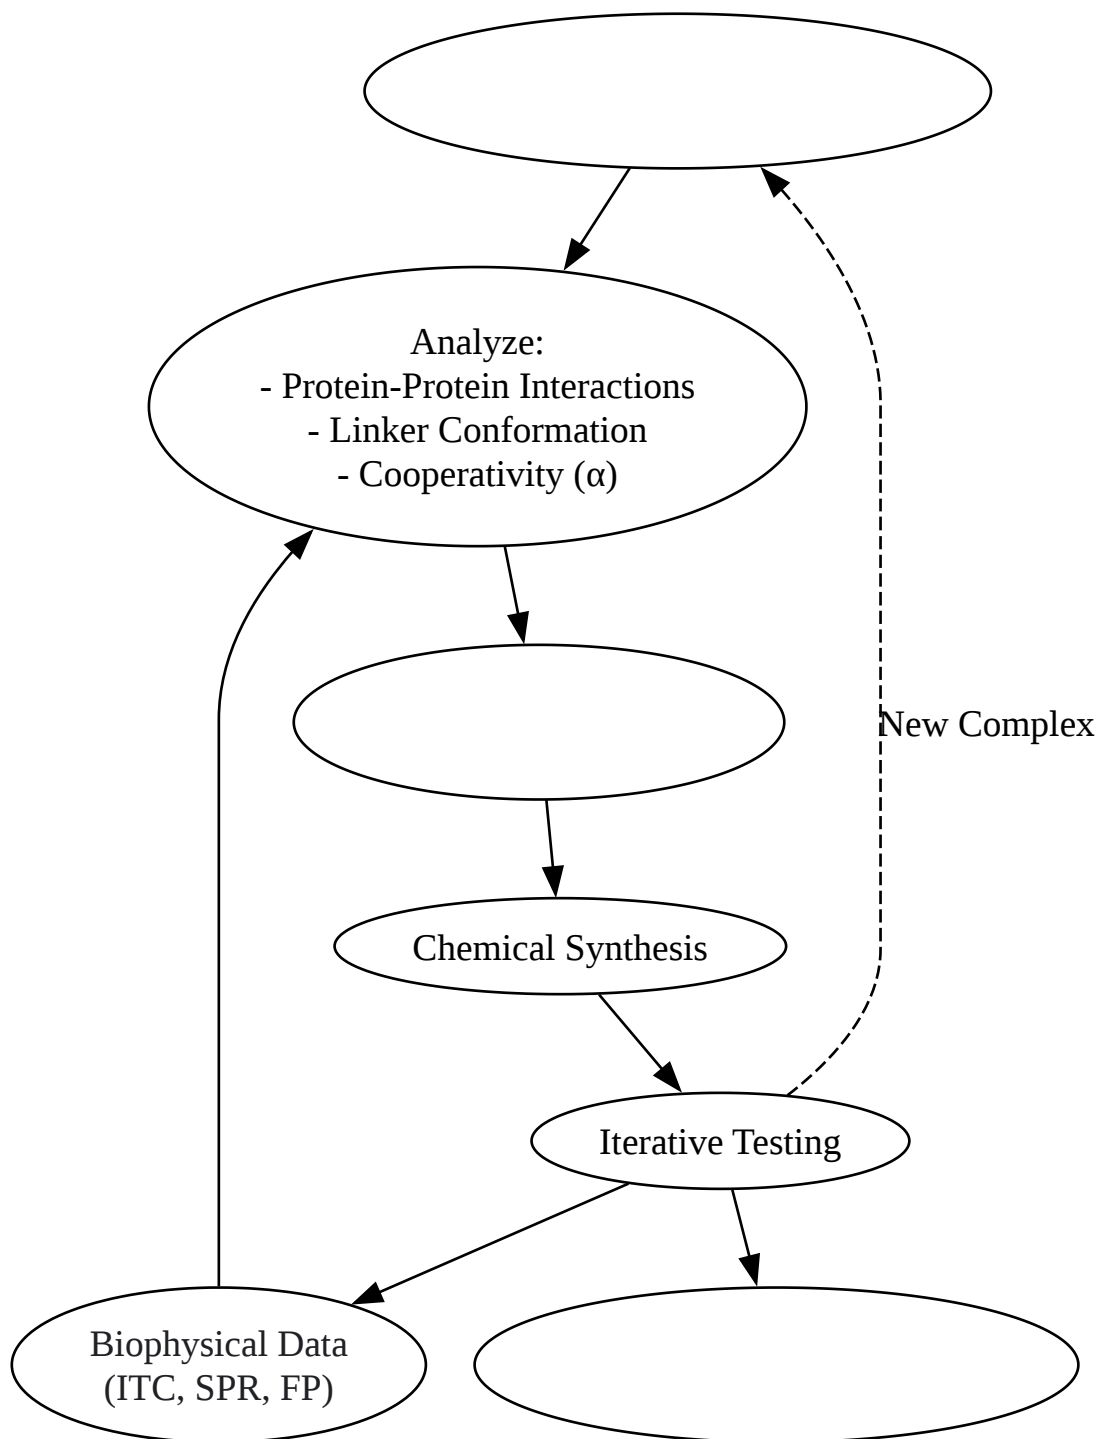 Analyze:
- Protein-Protein Interactions
- Linker Conformation
- Cooperativity (α)
New Complex
Chemical Synthesis
Iterative Testing
Biophysical Data
(ITC, SPR, FP)